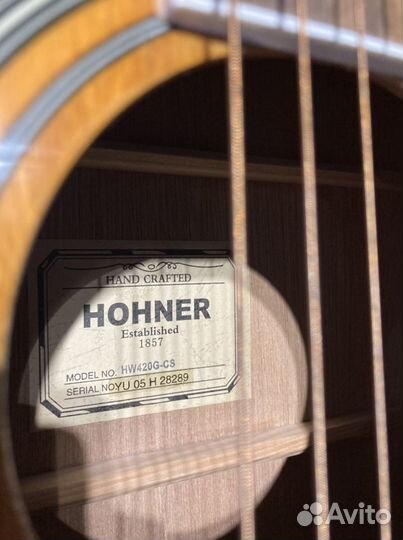 HAND CRAFTED
HOHNER
Established
1857
MODEL NO. HW420G-CS
SERIAL NO.YU 05 H 28289
Avito